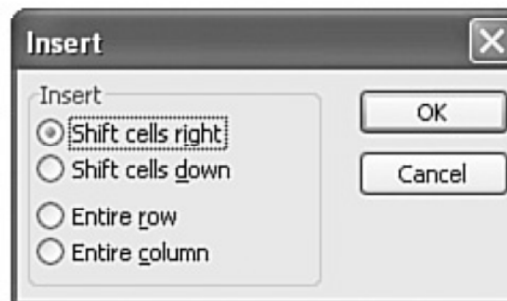 Insert
Insert
Shift cells right
Shift cells down
Entire row
Entire column
OK
Cancel